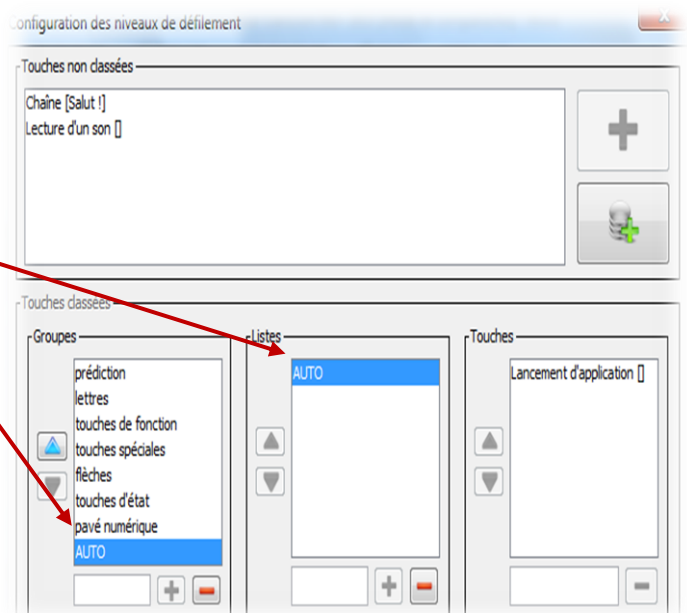 Configuration des niveaux de défilement
Touches non classées
Chaîne [Salut !]
Lecture d'un son []
Touches classées
Groupes
prédiction
lettres
touches de fonction
touches spéciales
flèches
touches d'état
pavé numérique
AUTO
Listes
AUTO
Touches
Lancement d'application []